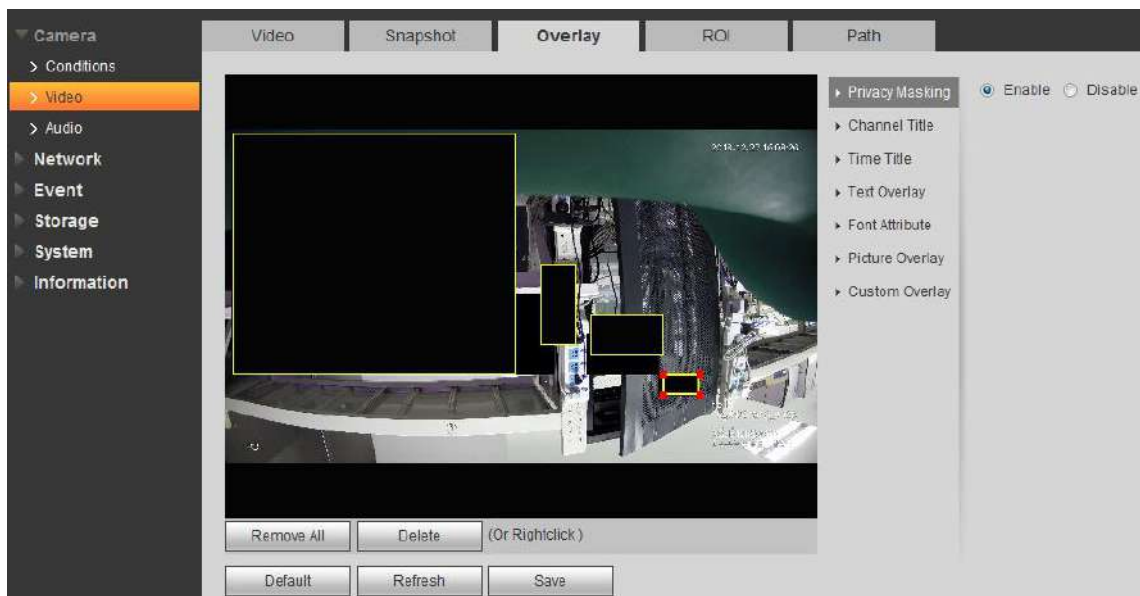 Camera
Conditions
Video
Audio
Network
Event
Storage
System
Information
Video Snapshot Overlay ROI Path
Privacy Masking
Channel Title
Time Title
Text Overlay
Font Attribute
Picture Overlay
Custom Overlay
Enable Disable
Remove All Delete (Or Rightclick )
Default Refresh Save